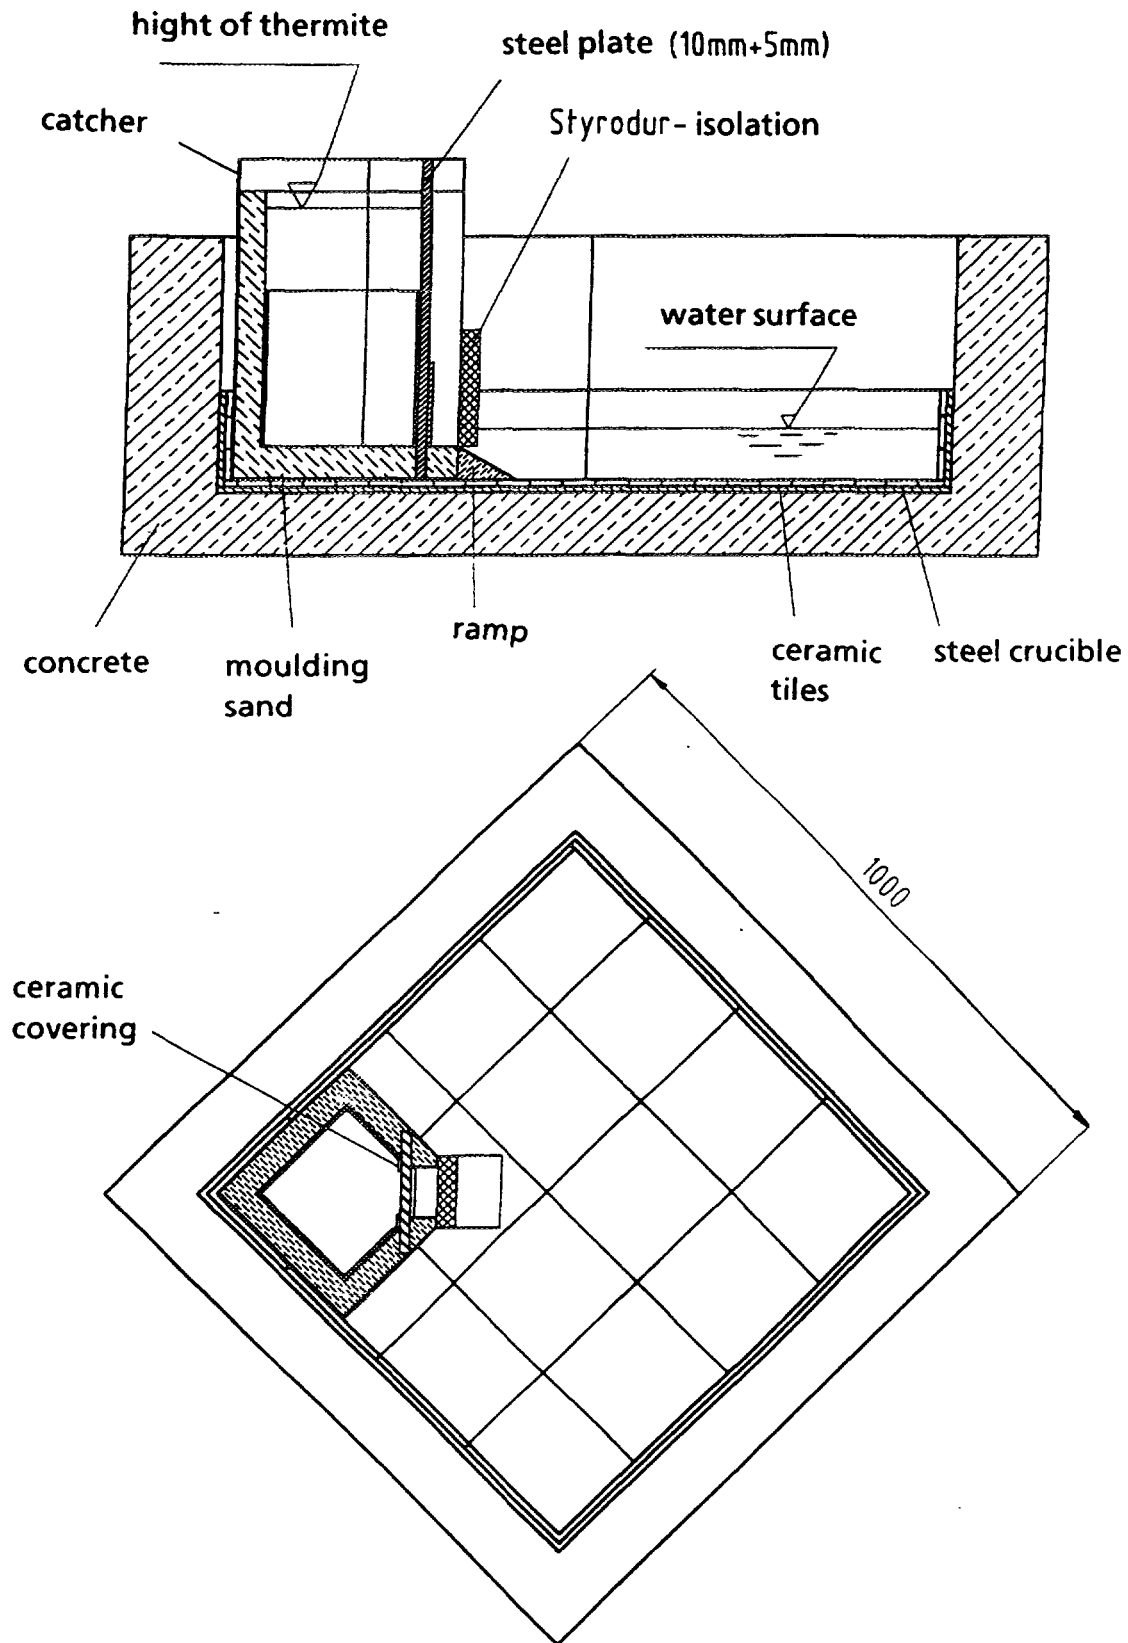 hight of thermite
steel plate (10mm+5mm)
catcher
Styrodur- isolation
water surface
ramp
concrete
moulding
sand
ceramic
tiles
steel crucible
1000
ceramic
covering